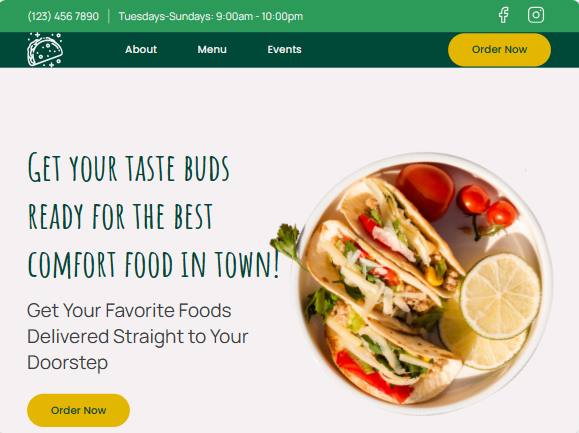 (123) 456 7890 | Tuesdays-Sundays: 9:00am - 10:00pm
About Menu Events Order Now
Get your taste buds
ready for the best
comfort food in town!
Get Your Favorite Foods
Delivered Straight to Your
Doorstep
Order Now